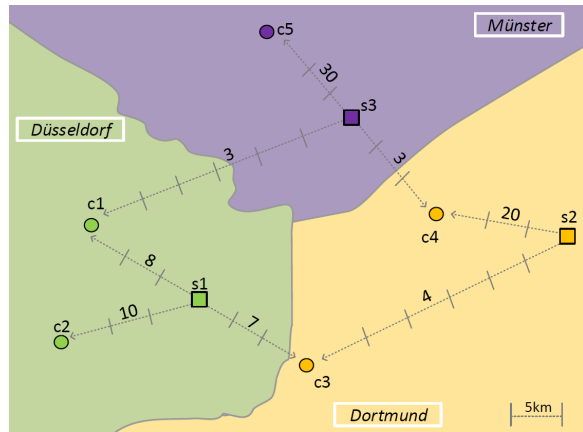 c5
Münster
30
s3
Düsseldorf
3
3
c1
c4
20
s2
8
s1
4
10
7
c2
c3
5km
Dortmund